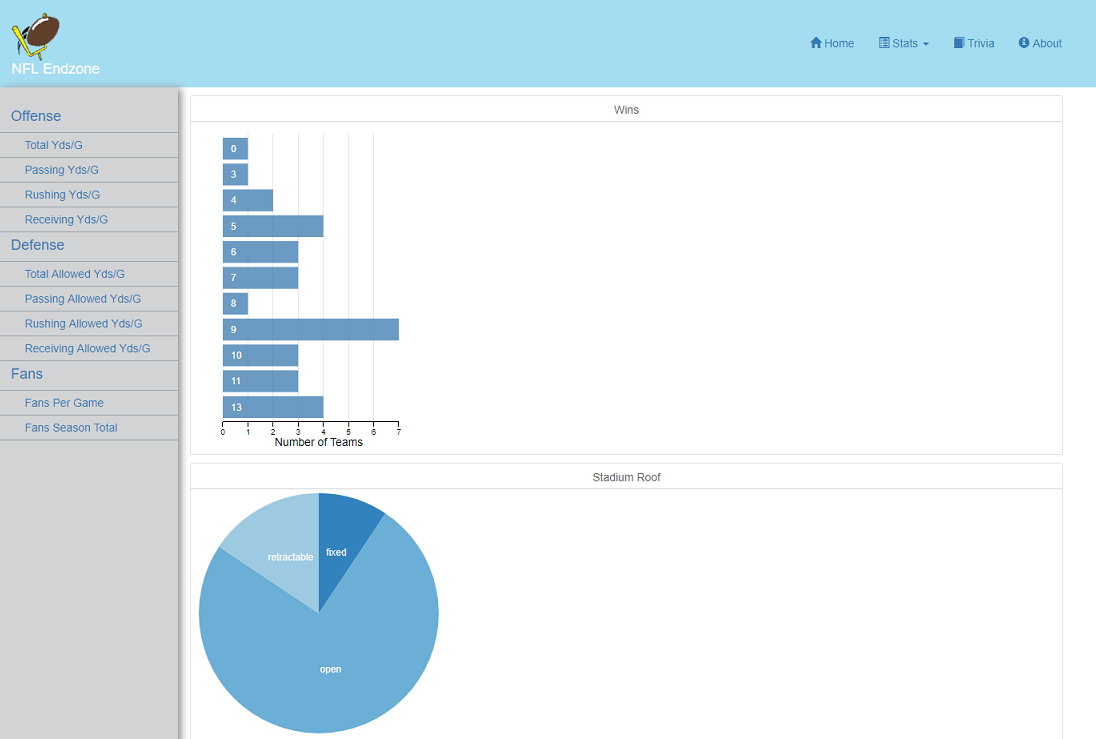 NFL Endzone
Home Stats Trivia About
Offense
Total Yds/G
Passing Yds/G
Rushing Yds/G
Receiving Yds/G
Defense
Total Allowed Yds/G
Passing Allowed Yds/G
Rushing Allowed Yds/G
Receiving Allowed Yds/G
Fans
Fans Per Game
Fans Season Total
Wins
0
3
4
5
6
7
8
9
10
11
13
0 1 2 3 4 5 6 7
Number of Teams
Stadium Roof
retractable fixed
open